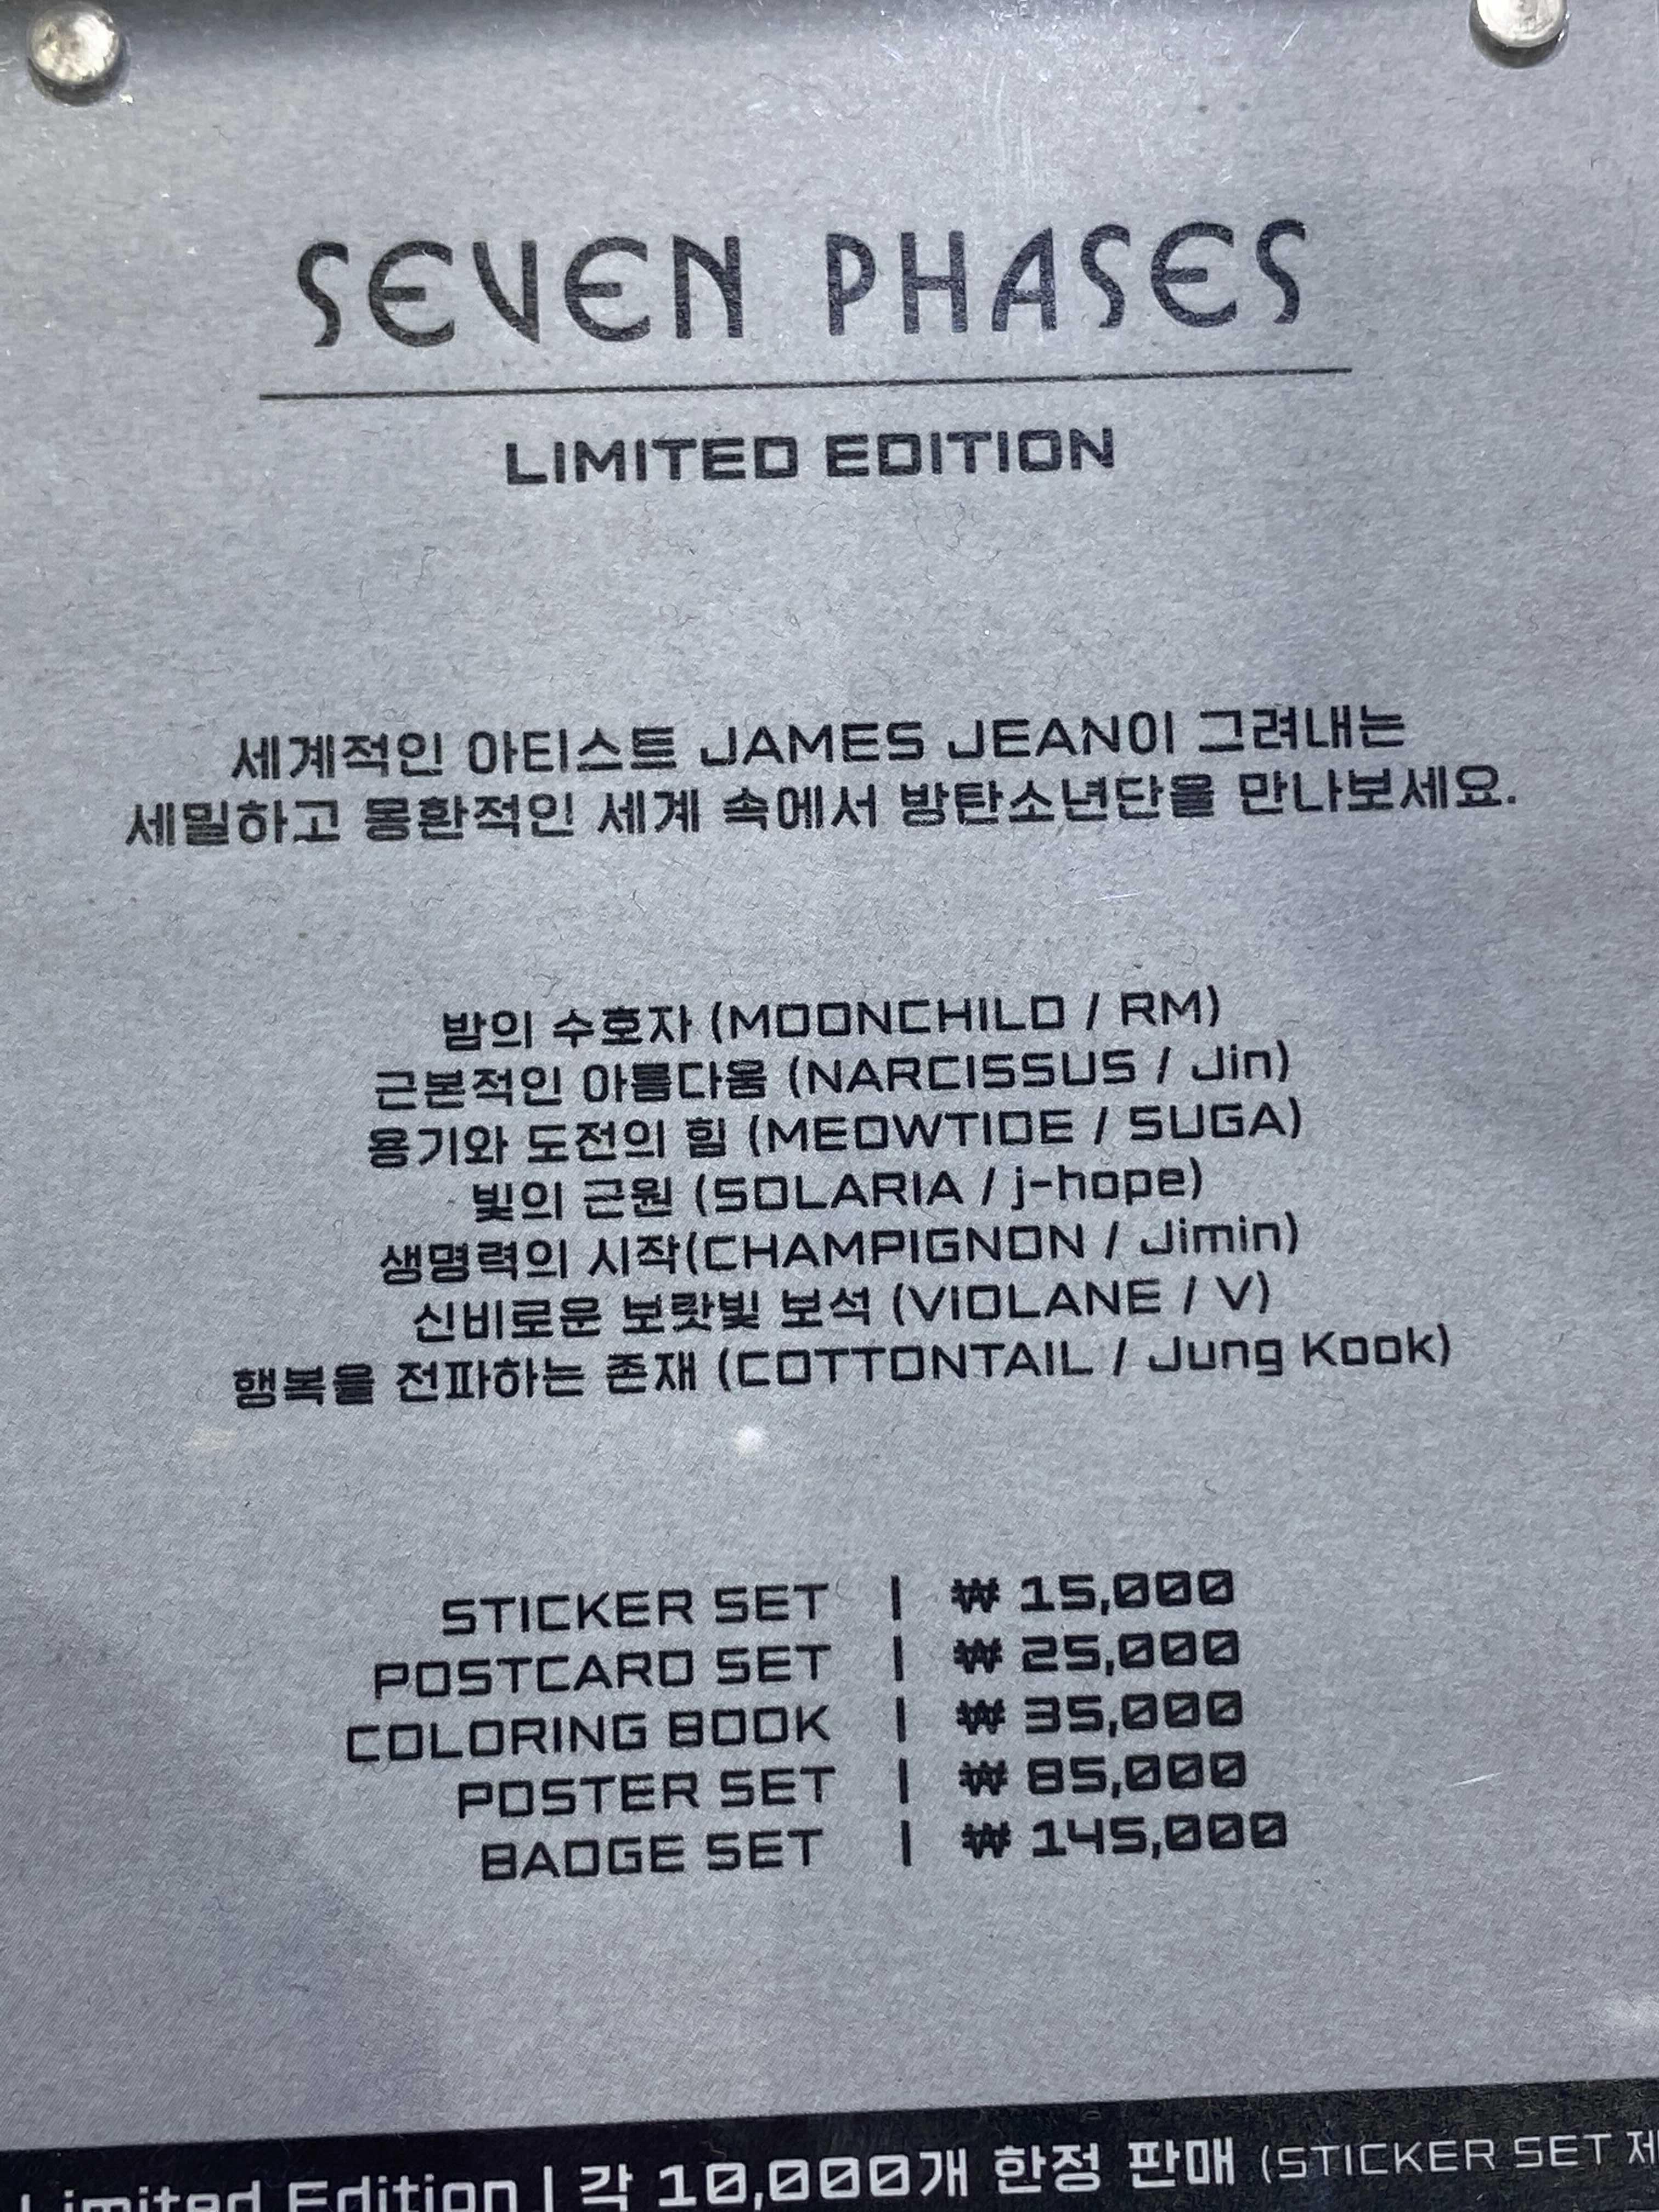 SEVEN PHASES
LIMITED EDITION
세계적인 아티스트 JAMES JEAN이 그려내는
세밀하고 몽환적인 세계 속에서 방탄소년단을 만나보세요.
밤의 수호자 (MOONCHILD / RM)
근본적인 아름다움 (NARCISSUS / Jin)
용기와 도전의 힘 (MEOWTIDE / SUGA)
빛의 근원 (SOLARIA / j-hope)
생명력의 시작(CHAMPIGNON / Jimin)
신비로운 보랏빛 보석 (VIOLANE / V)
행복을 전파하는 존재 (COTTONTAIL / Jung Kook)
STICKER SET | ₩ 15,000
POSTCARD SET | ₩ 25,000
COLORING BOOK | ₩ 35,000
POSTER SET | ₩ 85,000
BADGE SET | ₩ 145,000
Limited Edition | 각 10,000개 한정 판매 (STICKER SET 제